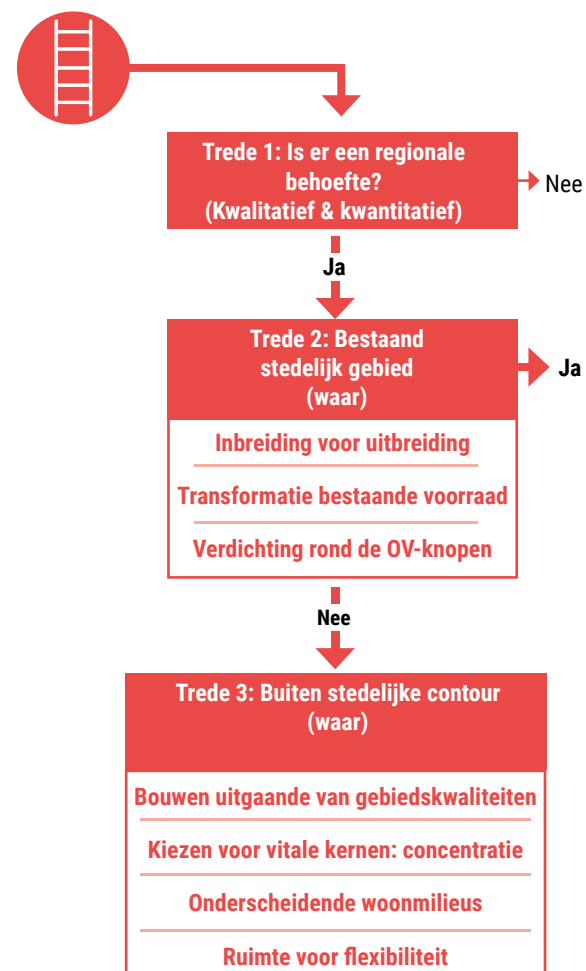 Trede 1: Is er een regionale
behoefte?
(Kwalitatief & kwantitatief)
Nee
Ja
Trede 2: Bestaand
stedelijk gebied
(waar)
Ja
Inbreiding voor uitbreiding
Transformatie bestaande voorraad
Verdichting rond de OV-knopen
Nee
Trede 3: Buiten stedelijke contour
(waar)
Bouwen uitgaande van gebiedskwaliteiten
Kiezen voor vitale kernen: concentratie
Onderscheidende woonmilieus
Ruimte voor flexibiliteit